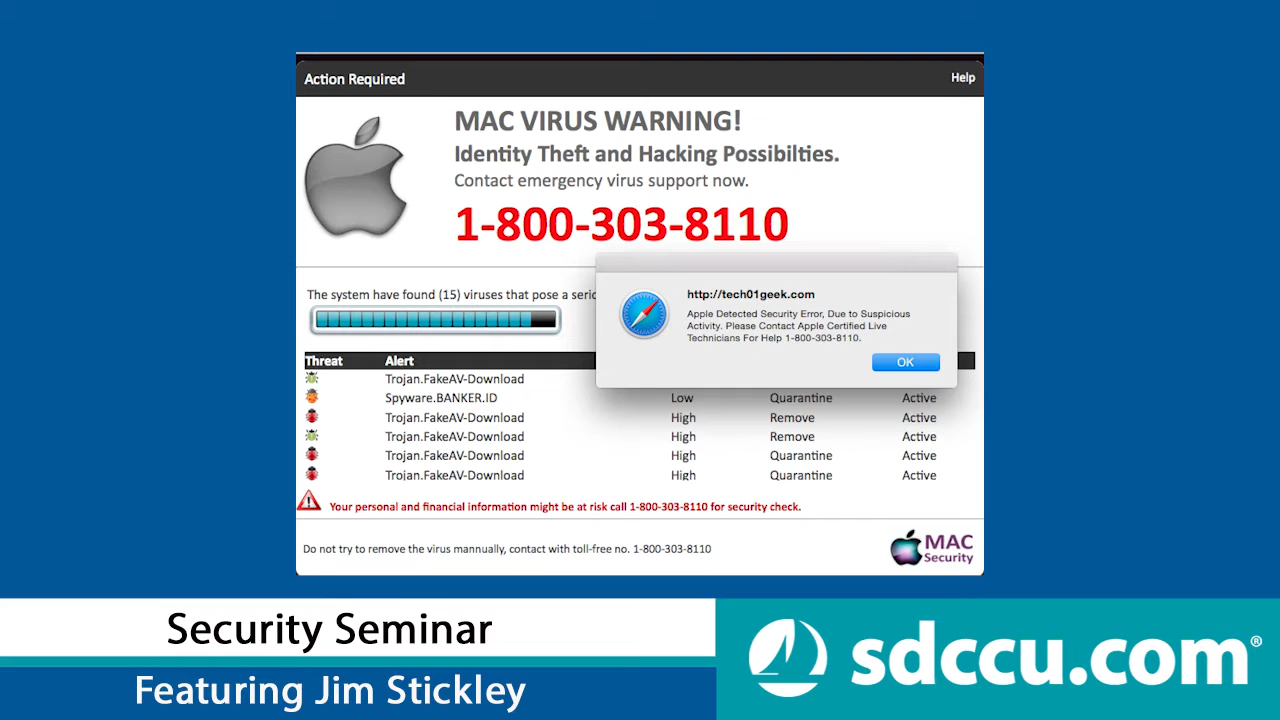 Action Required
Help
MAC VIRUS WARNING!
Identity Theft and Hacking Possibilties.
Contact emergency virus support now.
1-800-303-8110
The system have found (15) viruses that pose a serio
http://tech01geek.com
Apple Detected Security Error, Due to Suspicious
Activity. Please Contact Apple Certified Live
Technicians For Help 1-800-303-8110.
OK
Threat Alert
Trojan.FakeAV-Download
Spyware.BANKER.ID Low Quarantine Active
Trojan.FakeAV-Download High Remove Active
Trojan.FakeAV-Download High Remove Active
Trojan.FakeAV-Download High Quarantine Active
Trojan.FakeAV-Download High Quarantine Active
Your personal and financial information might be at risk call 1-800-303-8110 for security check.
Do not try to remove the virus mannually, contact with toll-free no. 1-800-303-8110
MAC
Security
Security Seminar
Featuring Jim Stickley
sdccu.com®